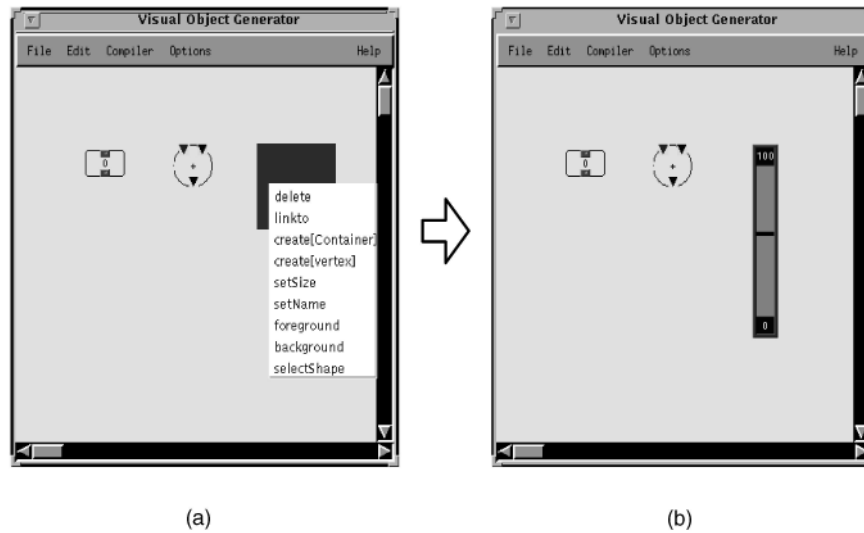 Visual Object Generator
File Edit Compiler Options Help
0
+
delete
linkto
create[Container]
create[vertex]
setSize
setName
foreground
background
selectShape
(a)
Visual Object Generator
File Edit Compiler Options Help
0
+
100
0
(b)